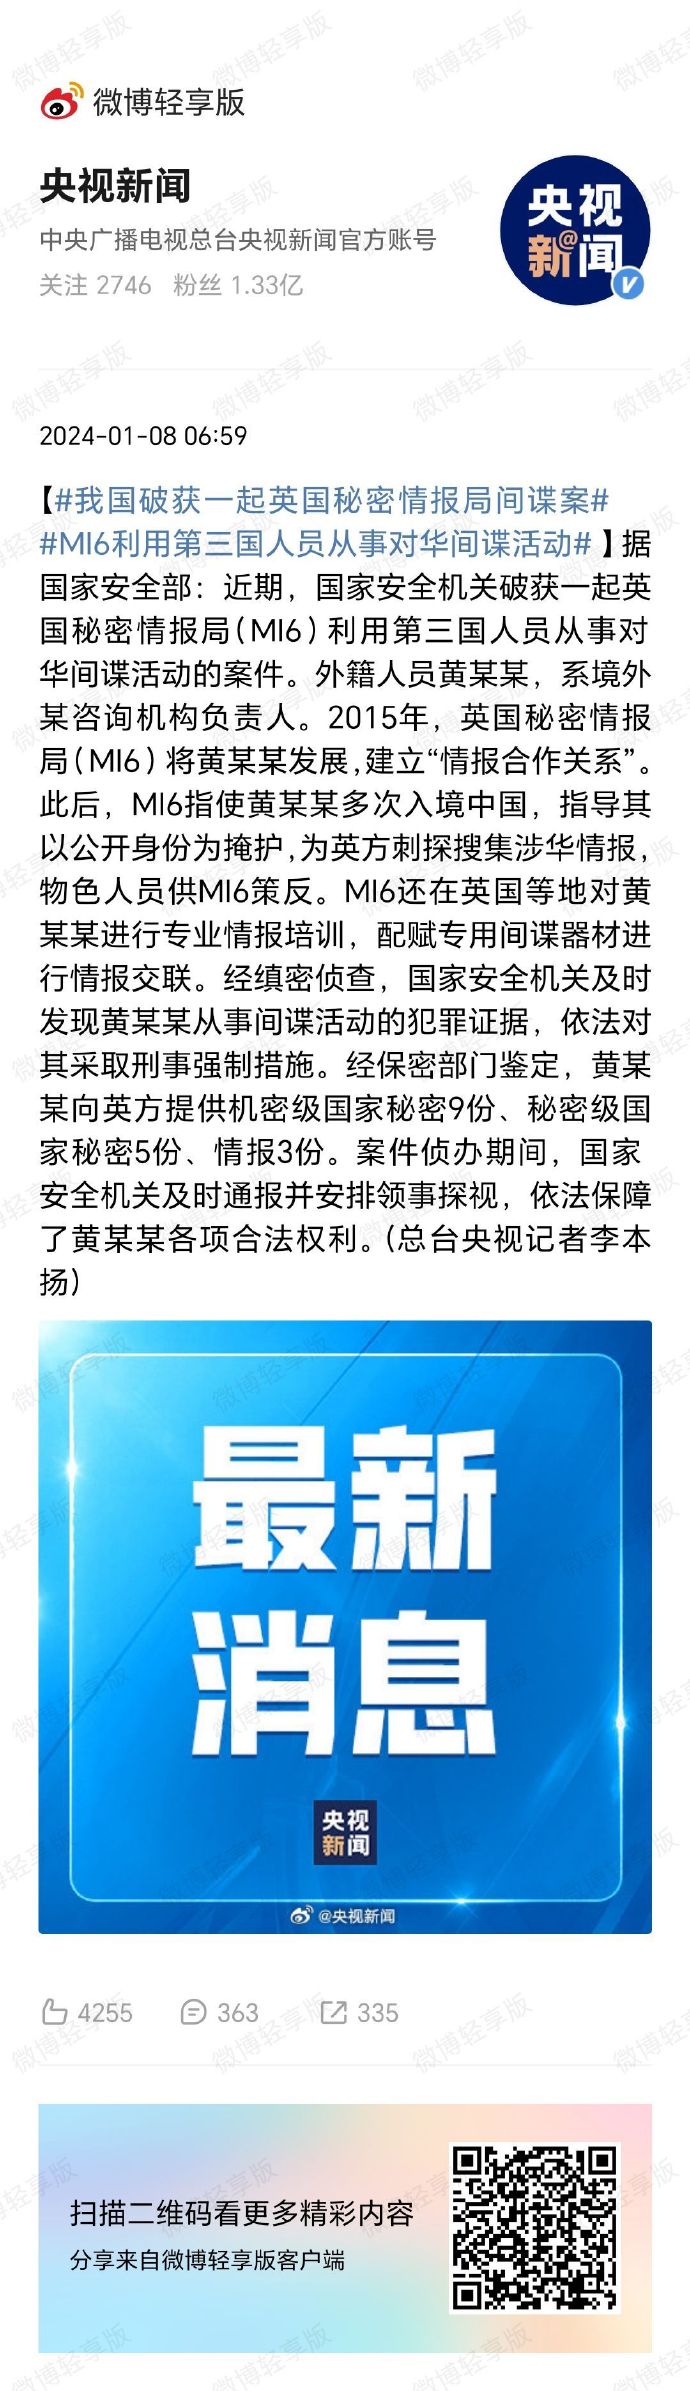 微博轻享版
央视新闻
中央广播电视总台央视新闻官方账号
关注 2746 粉丝 1.33亿
央视
新@闻
2024-01-08 06:59
【#我国破获一起英国秘密情报局间谍案#
#MI6利用第三国人员从事对华间谍活动#】据
国家安全部：近期，国家安全机关破获一起英
国秘密情报局（MI6）利用第三国人员从事对
华间谍活动的案件。外籍人员黄某某，系境外
某咨询机构负责人。2015年，英国秘密情报
局（MI6）将黄某某发展，建立“情报合作关系”。
此后，MI6指使黄某某多次入境中国，指导其
以公开身份为掩护，为英方刺探搜集涉华情报，
物色人员供MI6策反。MI6还在英国等地对黄
某某进行专业情报培训，配赋专用间谍器材进
行情报交联。经缜密侦查，国家安全机关及时
发现黄某某从事间谍活动的犯罪证据，依法对
其采取刑事强制措施。经保密部门鉴定，黄某
某向英方提供机密级国家秘密9份、秘密级国
家秘密5份、情报3份。案件侦办期间，国家
安全机关及时通报并安排领事探视，依法保障
了黄某某各项合法权利。（总台央视记者李本
扬）
最新
消息
央视
新闻
@央视新闻
4255 363 335
扫描二维码看更多精彩内容
分享来自微博轻享版客户端